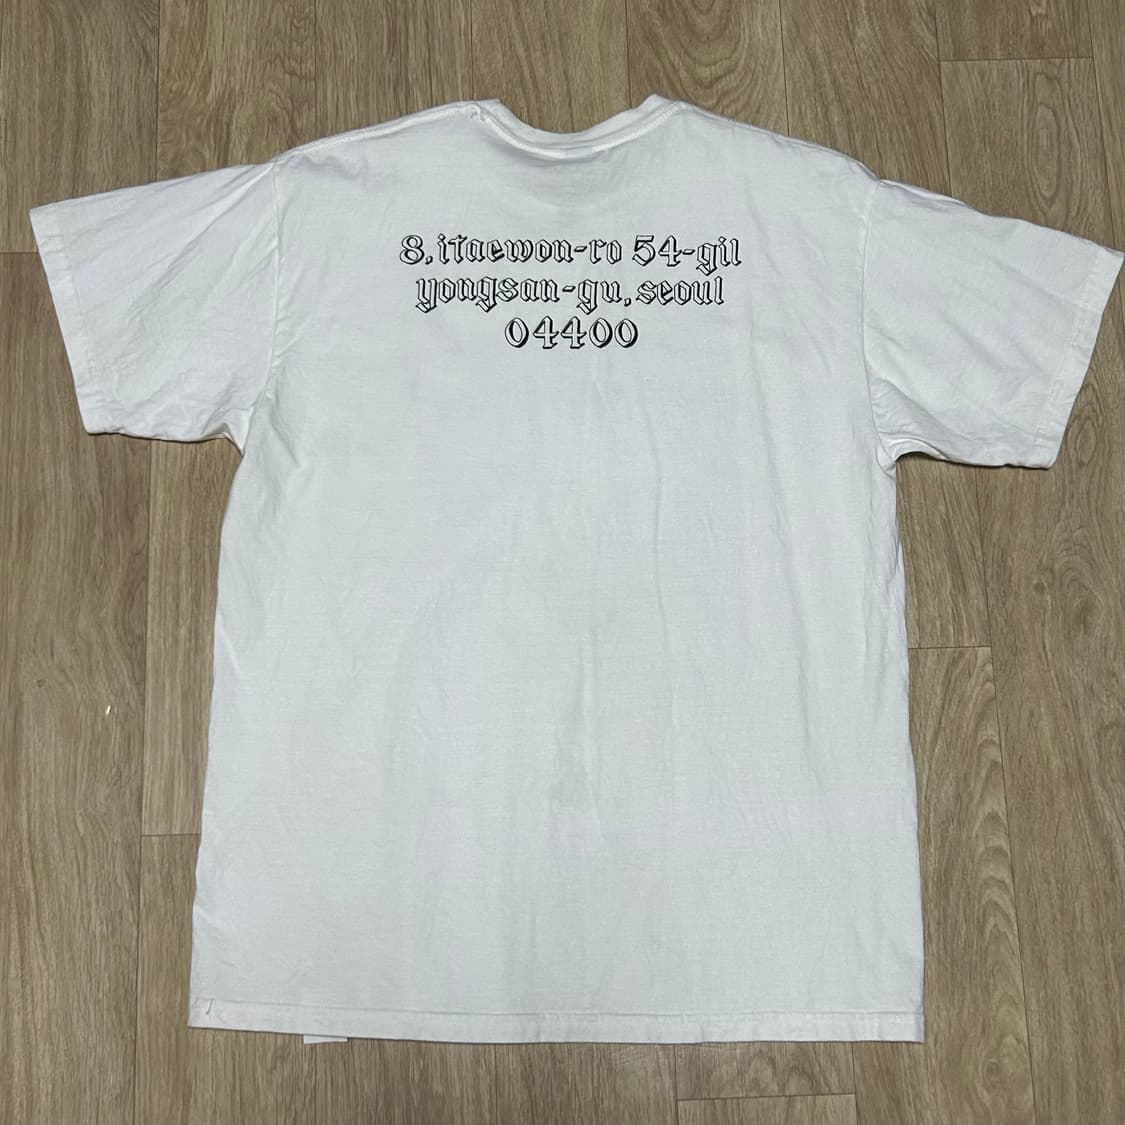 8, itaewon-ro 54-gil
yongsan-gu, seoul
04400